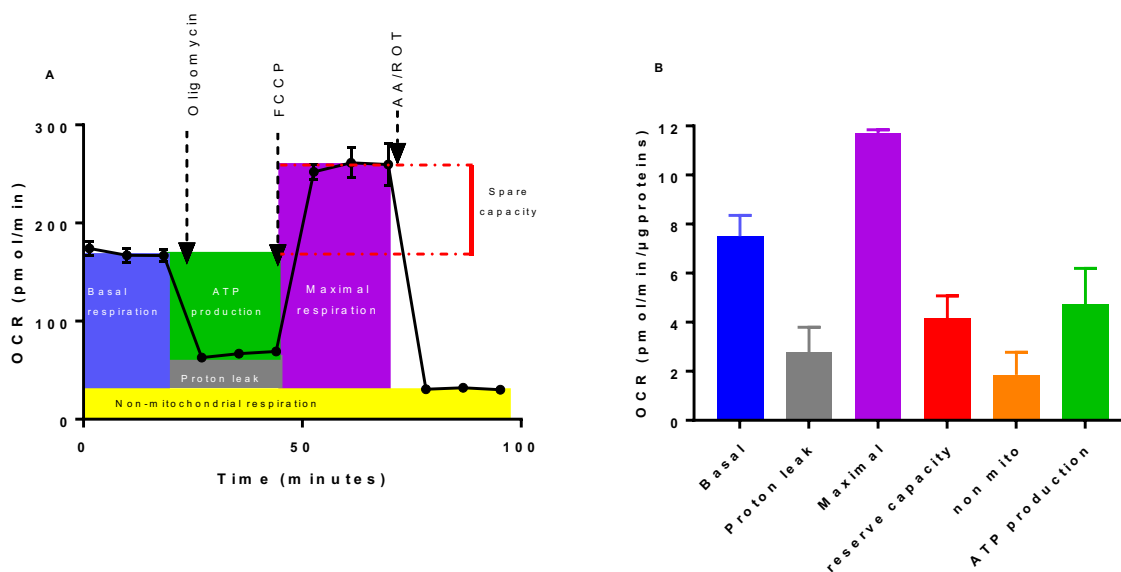 A
Oligomycin
FCCP
AA/ROT
OCR (pmol/min)
300
200
100
0
Basal
respiration
ATP
production
Proton leak
Maximal
respiration
Non-mitochondrial respiration
Spare
capacity
0
50
100
Time (minutes)
B
OCR (pmol/min/µgproteins)
12
10
8
6
4
2
0
Basal
Proton leak
Maximal
reserve capacity
non mito
ATP production